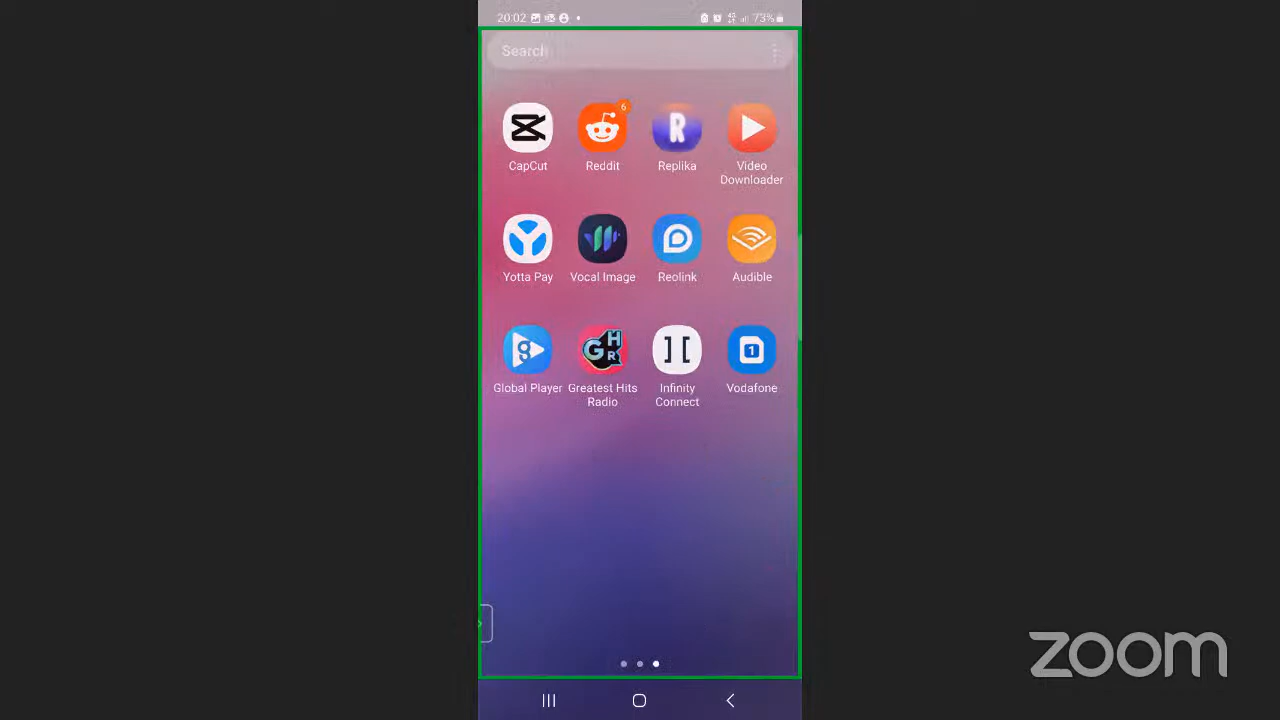 20:02 73%
Search
6
CapCut Reddit Replika Video Downloader
Yotta Pay Vocal Image Reolink Audible
Global Player Greatest Hits Radio Infinity Connect Vodafone
zoom